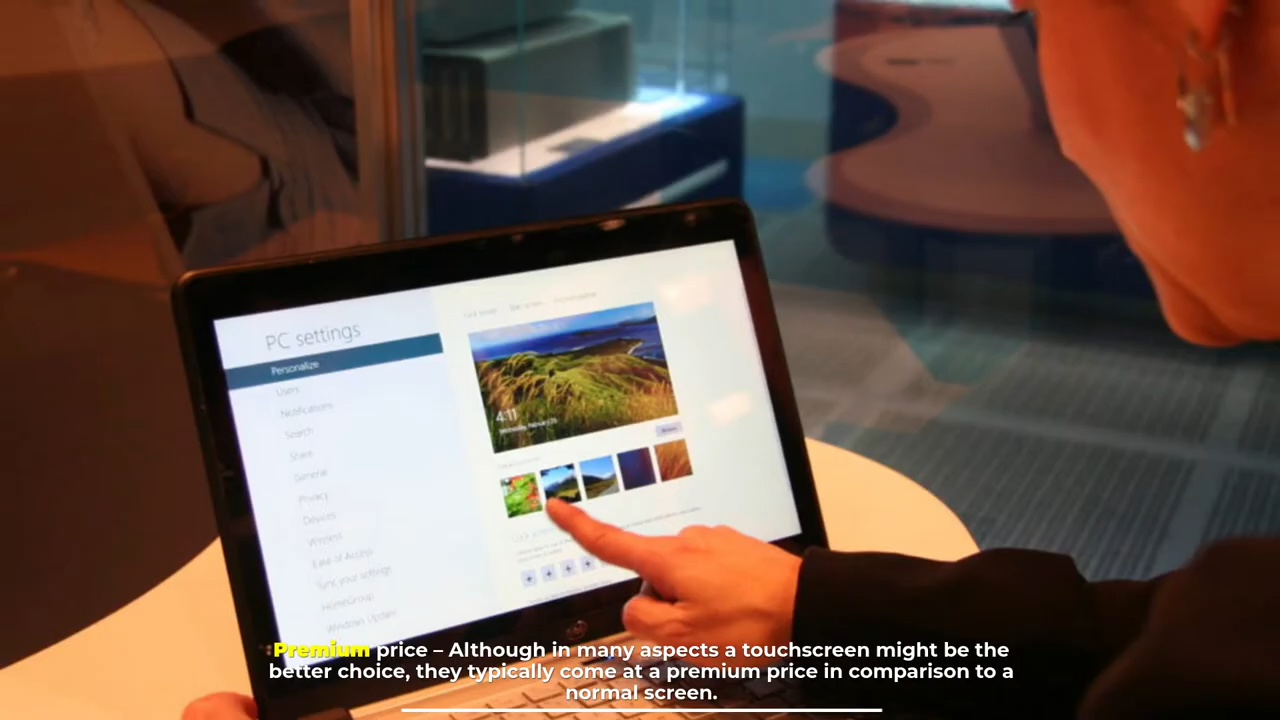 PC settings
Personalize
Users
Notifications
Search
Share
General
Privacy
Devices
Wireless
Ease of Access
Sync your settings
HomeGroup
Windows Update
4:11
hp
Premium price – Although in many aspects a touchscreen might be the
better choice, they typically come at a premium price in comparison to a
normal screen.